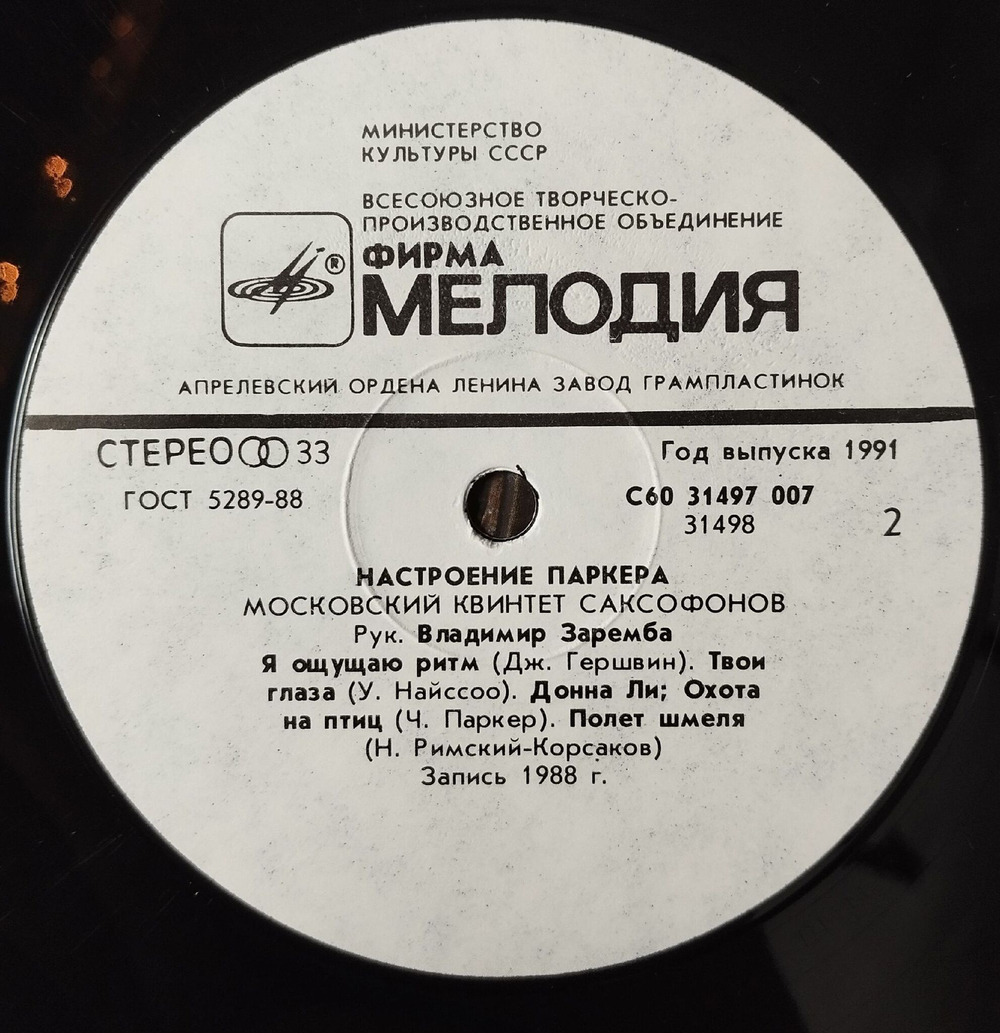 МИНИСТЕРСТВО
КУЛЬТУРЫ СССР
ВСЕСОЮЗНОЕ ТВОРЧЕСКО-
ПРОИЗВОДСТВЕННОЕ ОБЪЕДИНЕНИЕ
ФИРМА
®
МЕЛОДИЯ
АПРЕЛЕВСКИЙ ОРДЕНА ЛЕНИНА ЗАВОД ГРАМПЛАСТИНОК
СТЕРЕО 33
Год выпуска 1991
ГОСТ 5289-88
С60 31497 007
31498
2
НАСТРОЕНИЕ ПАРКЕРА
МОСКОВСКИЙ КВИНТЕТ САКСОФОНОВ
Рук. Владимир Заремба
Я ощущаю ритм (Дж. Гершвин). Твои
глаза (У. Найссоо). Донна Ли; Охота
на птиц (Ч. Паркер). Полет шмеля
(Н. Римский-Корсаков)
Запись 1988 г.